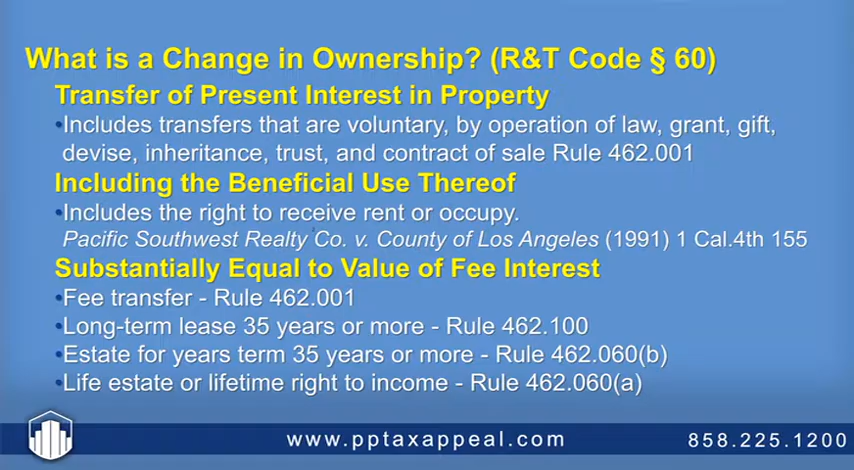 What is a Change in Ownership? (R&T Code § 60)
Transfer of Present Interest in Property
•Includes transfers that are voluntary, by operation of law, grant, gift,
devise, inheritance, trust, and contract of sale Rule 462.001
Including the Beneficial Use Thereof
•Includes the right to receive rent or occupy.
Pacific Southwest Realty Co. v. County of Los Angeles (1991) 1 Cal.4th 155
Substantially Equal to Value of Fee Interest
•Fee transfer - Rule 462.001
•Long-term lease 35 years or more - Rule 462.100
•Estate for years term 35 years or more - Rule 462.060(b)
•Life estate or lifetime right to income - Rule 462.060(a)
www.pptaxappeal.com 858.225.1200